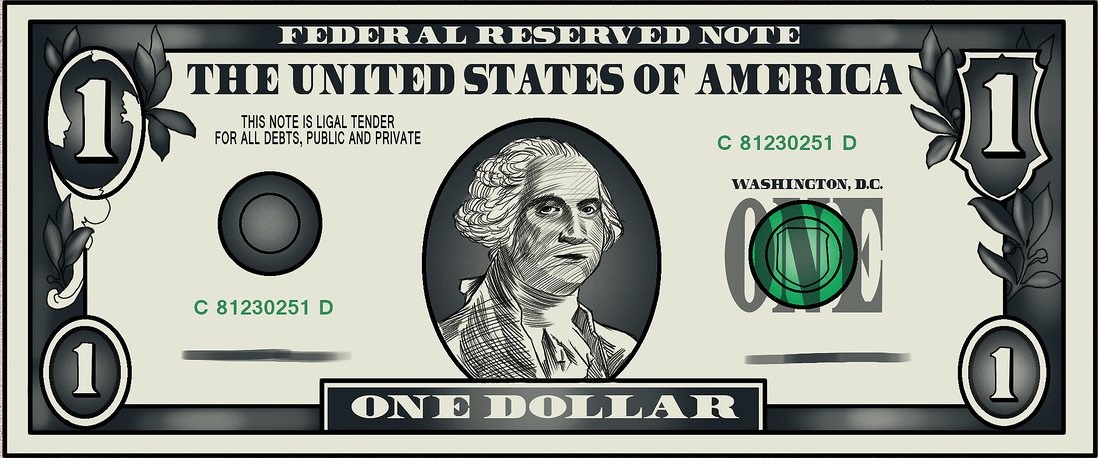 FEDERAL RESERVED NOTE
THE UNITED STATES OF AMERICA
1
1
THIS NOTE IS LIGAL TENDER
FOR ALL DEBTS, PUBLIC AND PRIVATE
C 81230251 D
WASHINGTON, D.C.
ONE
C 81230251 D
1
1
ONE DOLLAR